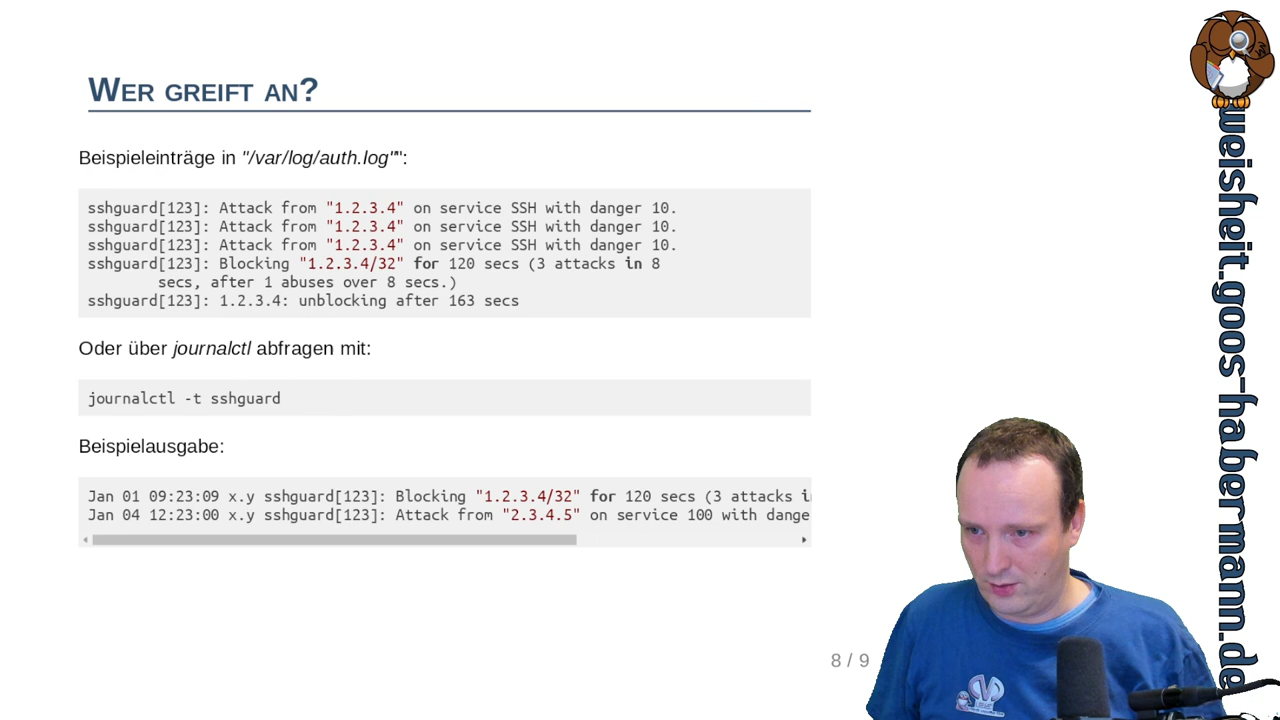 WER GREIFT AN?
Beispieleinträge in "/var/log/auth.log"":
sshguard[123]: Attack from "1.2.3.4" on service SSH with danger 10.
sshguard[123]: Attack from "1.2.3.4" on service SSH with danger 10.
sshguard[123]: Attack from "1.2.3.4" on service SSH with danger 10.
sshguard[123]: Blocking "1.2.3.4/32" for 120 secs (3 attacks in 8
secs, after 1 abuses over 8 secs.)
sshguard[123]: 1.2.3.4: unblocking after 163 secs
Oder über journalctl abfragen mit:
journalctl -t sshguard
Beispielausgabe:
Jan 01 09:23:09 x.y sshguard[123]: Blocking "1.2.3.4/32" for 120 secs (3 attacks i
Jan 04 12:23:00 x.y sshguard[123]: Attack from "2.3.4.5" on service 100 with dange
8 / 9
weisheit.goos-habermann.de